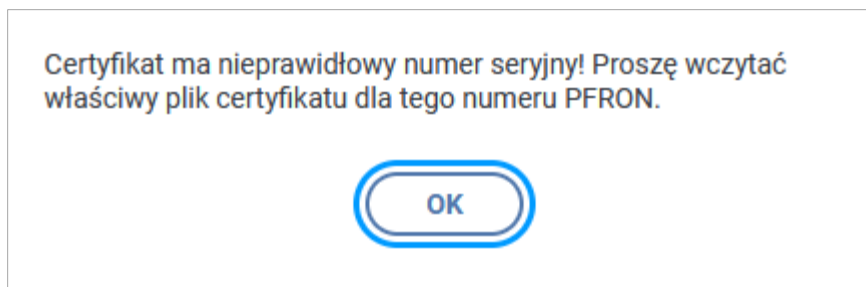 Certyfikat ma nieprawidłowy numer seryjny! Proszę wczytać
właściwy plik certyfikatu dla tego numeru PFRON.
OK